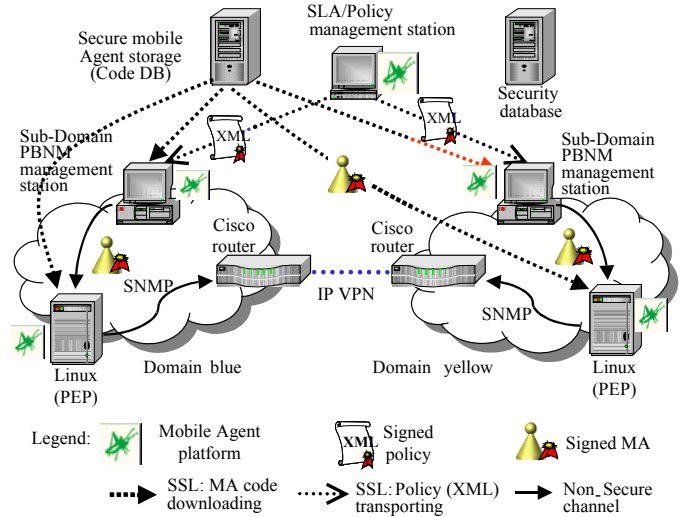 Secure mobile
Agent storage
(Code DB)
SLA/Policy
management station
Security
database
XML
XML
Sub-Domain
PBNM
management
station
Sub-Domain
PBNM
management
station
Cisco
router
Cisco
router
SNMP
IP VPN
SNMP
Linux
(PEP)
Domain blue
Domain yellow
Linux
(PEP)
Legend:
Mobile Agent
platform
XML
Signed
policy
Signed MA
SSL: MA code
downloading
SSL: Policy (XML)
transporting
Non_Secure
channel